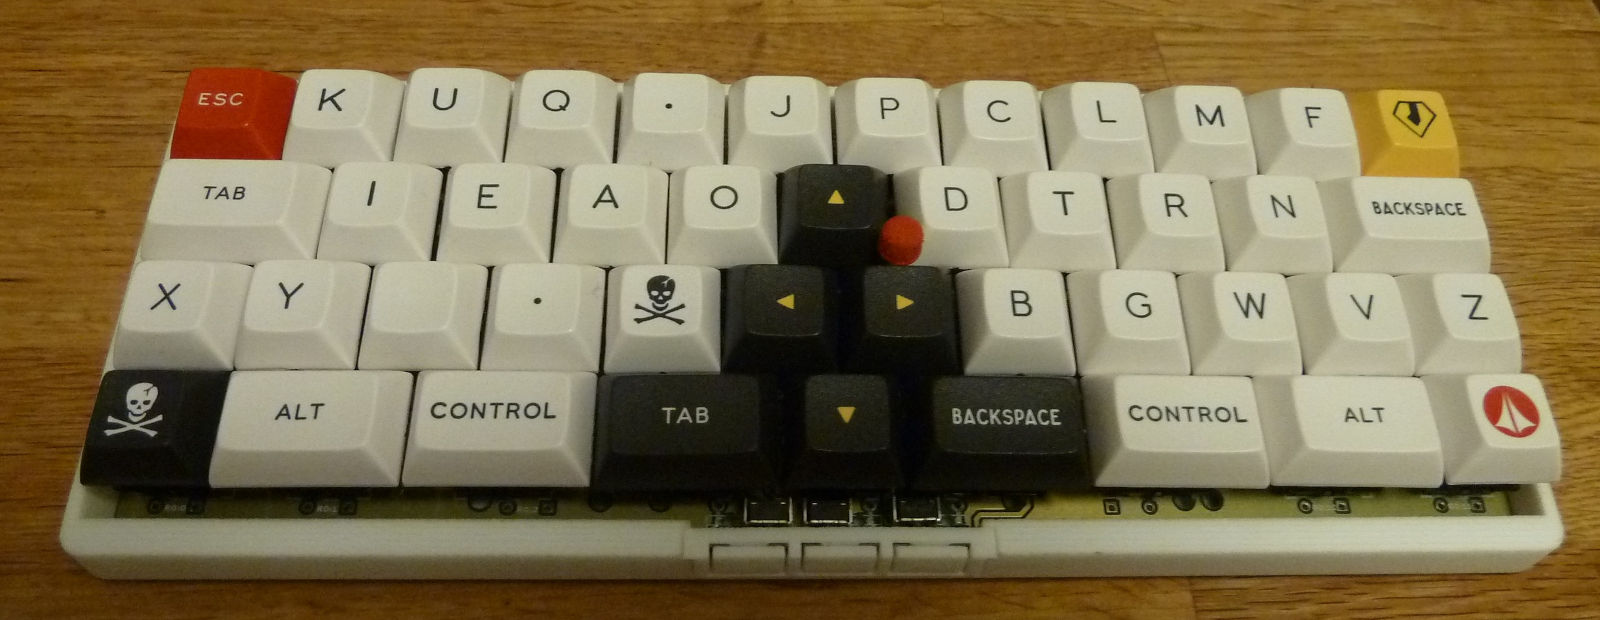 ESC K U Q · J P C L M F
TAB I E A O D T R N BACKSPACE
X Y · B G W V Z
ALT CONTROL TAB BACKSPACE CONTROL ALT